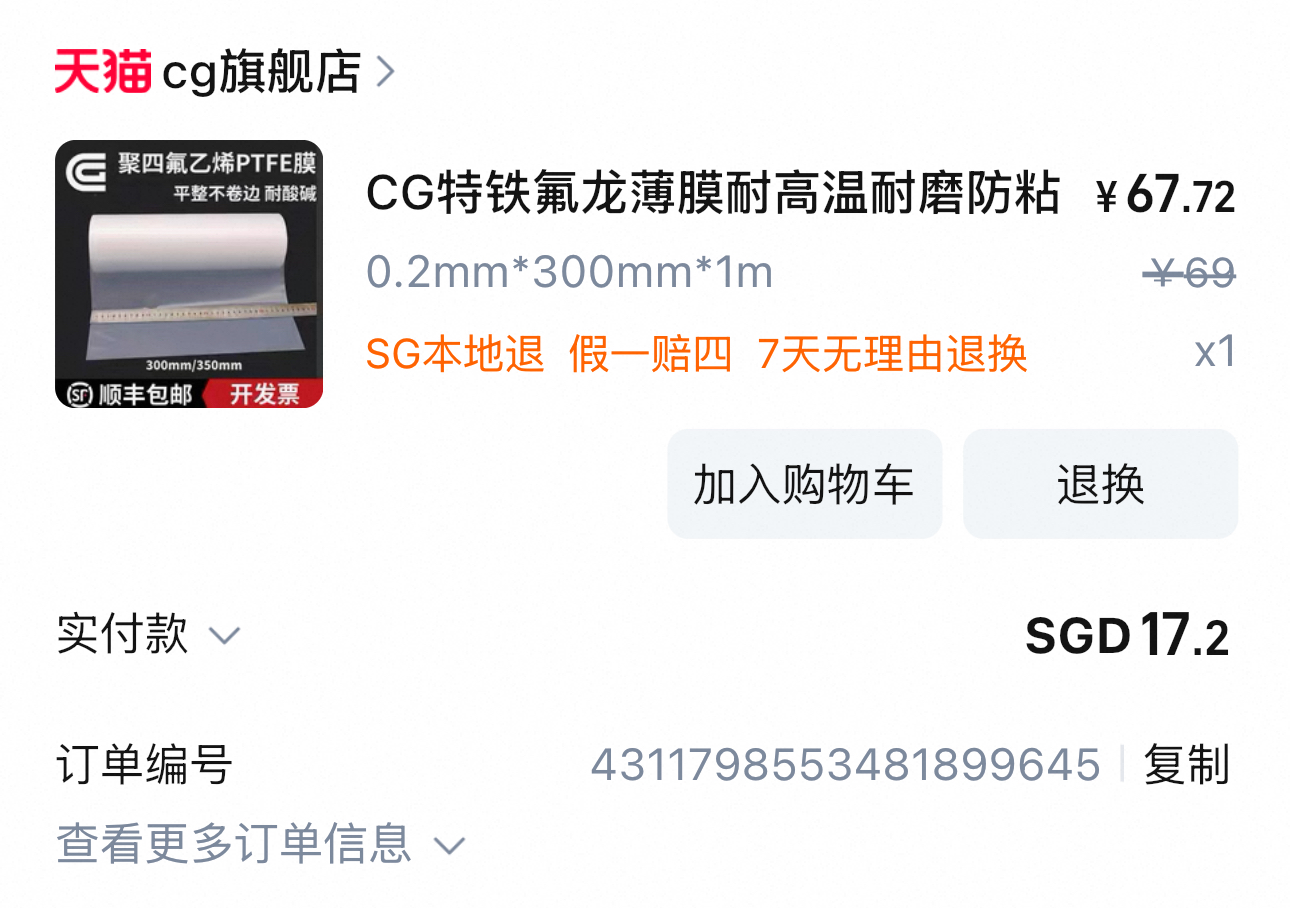 天猫 cg旗舰店
聚四氟乙烯PTFE膜
平整不卷边 耐酸碱
300mm/350mm
SF 顺丰包邮 开发票
CG特铁氟龙薄膜耐高温耐磨防粘 ¥67.72
0.2mm*300mm*1m ¥69
SG本地退 假一赔四 7天无理由退换 x1
加入购物车 退换
实付款 SGD 17.2
订单编号 4311798553481899645 复制
查看更多订单信息